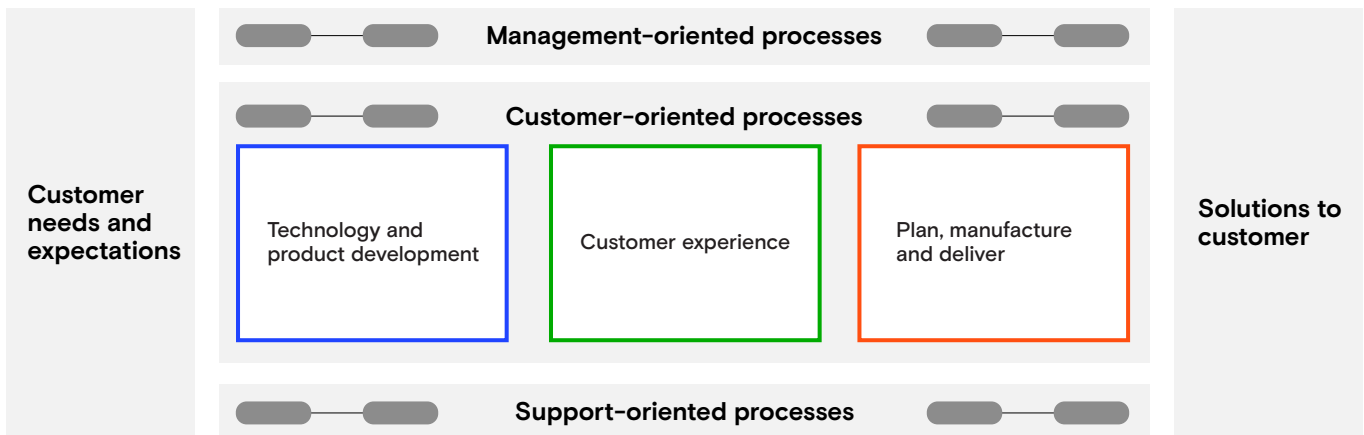 Management-oriented processes
Customer-oriented processes
Customer
needs and
expectations
Technology and
product development
Customer experience
Plan, manufacture
and deliver
Solutions to
customer
Support-oriented processes